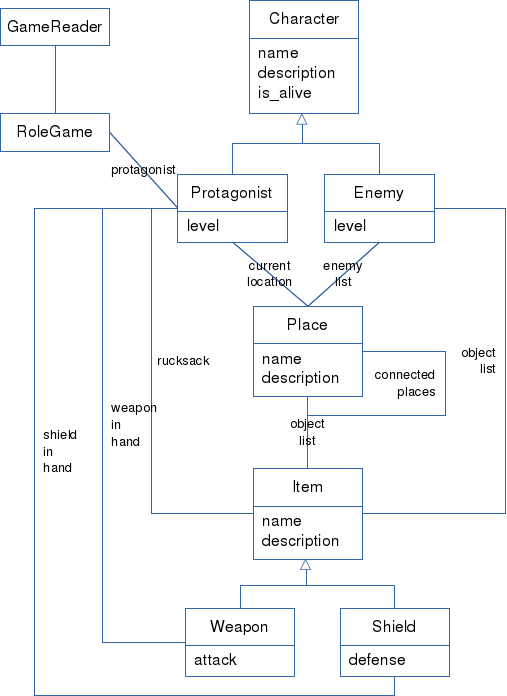 GameReader
Character
name
description
is_alive
RoleGame
protagonist
Protagonist
level
Enemy
level
current
location
enemy
list
Place
name
description
rucksack
object
list
connected
places
weapon
in
hand
shield
in
hand
object
list
Item
name
description
Weapon
attack
Shield
defense